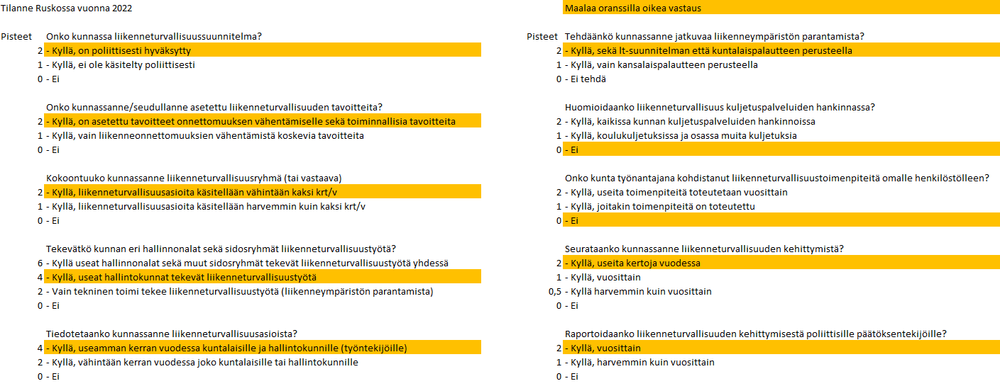 Tilanne Ruskossa vuonna 2022
Pisteet Onko kunnassa liikenneturvallisuussuunnitelma?
2 - Kyllä, on poliittisesti hyväksytty
1 - Kyllä, ei ole käsitelty poliittisesti
0 - Ei
Onko kunnassanne/seudullanne asetettu liikenneturvallisuuden tavoitteita?
2 - Kyllä, on asetettu tavoitteet onnettomuuksen vähentämiselle sekä toiminnallisia tavoitteita
1 - Kyllä, vain liikenneonnettomuuksien vähentämistä koskevia tavoitteita
0 - Ei
Kokoontuuko kunnassanne liikenneturvallisuusryhmä (tai vastaava)
2 - Kyllä, liikenneturvallisuusasioita käsitellään vähintään kaksi krt/v
1 - Kyllä, liikenneturvallisuusasioita käsitellään harvemmin kuin kaksi krt/v
0 - Ei
Tekevätkö kunnan eri hallinnonalat sekä sidosryhmät liikenneturvallisuustyötä?
6 - Kyllä useat hallinnonalat sekä muut sidosryhmät tekevät liikenneturvallisuustyötä yhdessä
4 - Kyllä, useat hallintokunnat tekevät liikenneturvallisuustyötä
2 - Vain tekninen toimi tekee liikenneturvallisuustyötä (liikenneympäristön parantamista)
0 - Ei
Tiedotetaanko kunnassanne liikenneturvallisuusasioista?
4 - Kyllä, useamman kerran vuodessa kuntalaisille ja hallintokunnille (työntekijöille)
2 - Kyllä, vähintään kerran vuodessa joko kuntalaisille tai hallintokunnille
0 - Ei
Maalaa oranssilla oikea vastaus
Pisteet Tehdäänkö kunnassanne jatkuvaa liikenneympäristön parantamista?
2 - Kyllä, sekä lt-suunnitelman että kuntalaispalautteen perusteella
1 - Kyllä, vain kansalaispalautteen perusteella
0 - Ei tehdä
Huomioidaanko liikenneturvallisuus kuljetuspalveluiden hankinnassa?
2 - Kyllä, kaikissa kunnan kuljetuspalveluiden hankinnoissa
1 - Kyllä, koulukuljetuksissa ja osassa muita kuljetuksia
0 - Ei
Onko kunta työnantajana kohdistanut liikenneturvallisuustoimenpiteitä omalle henkilöstölleen?
2 - Kyllä, useita toimenpiteitä toteutetaan vuosittain
1 - Kyllä, joitakin toimenpiteitä on toteutettu
0 - Ei
Seurataanko kunnassanne liikenneturvallisuuden kehittymistä?
2 - Kyllä, useita kertoja vuodessa
1 - Kyllä, vuosittain
0,5 - Kyllä harvemmin kuin vuosittain
0 - Ei
Raportoidaanko liikenneturvallisuuden kehittymisestä poliittisille päätöksentekijöille?
2 - Kyllä, vuosittain
1 - Kyllä, harvemmin kuin vuosittain
0 - Ei